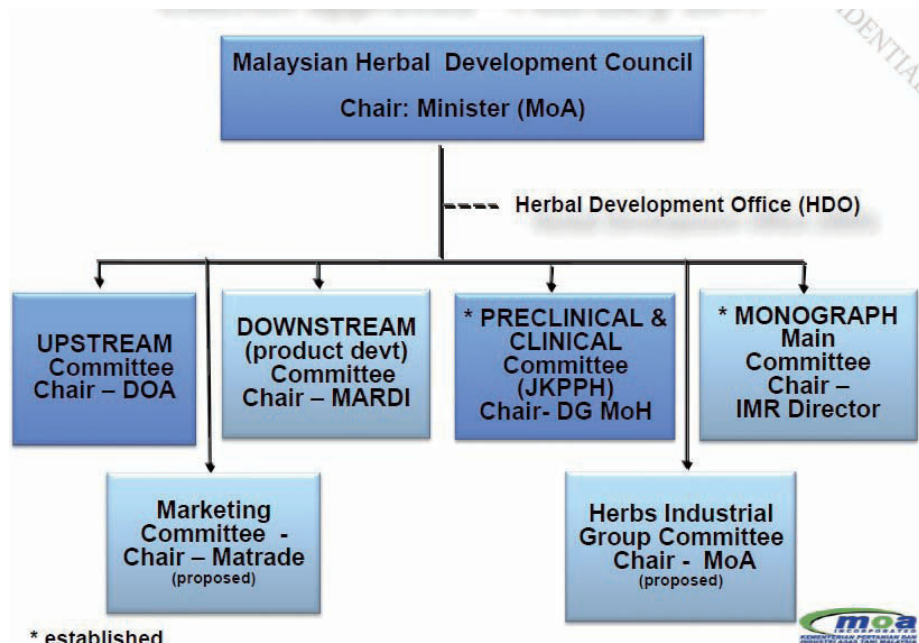 DENTIAL
Malaysian Herbal Development Council
Chair: Minister (MoA)
Herbal Development Office (HDO)
UPSTREAM
Committee
Chair – DOA
DOWNSTREAM
(product devt)
Committee
Chair – MARDI
* PRECLINICAL &
CLINICAL
Committee
(JKPPH)
Chair- DG MoH
* MONOGRAPH
Main
Committee
Chair –
IMR Director
Marketing
Committee -
Chair – Matrade
(proposed)
Herbs Industrial
Group Committee
Chair - MoA
(proposed)
* established
moa
INCORPORATED